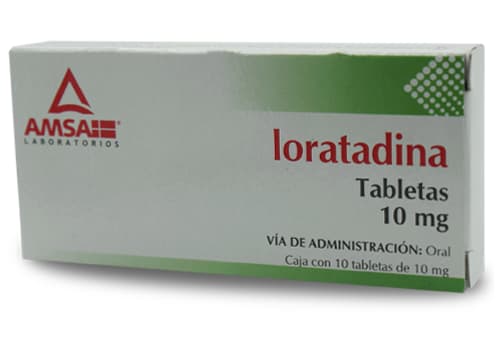 AMSA
LABORATORIOS
loratadina
Tabletas
10 mg
VÍA DE ADMINISTRACIÓN: Oral
Caja con 10 tabletas de 10 mg